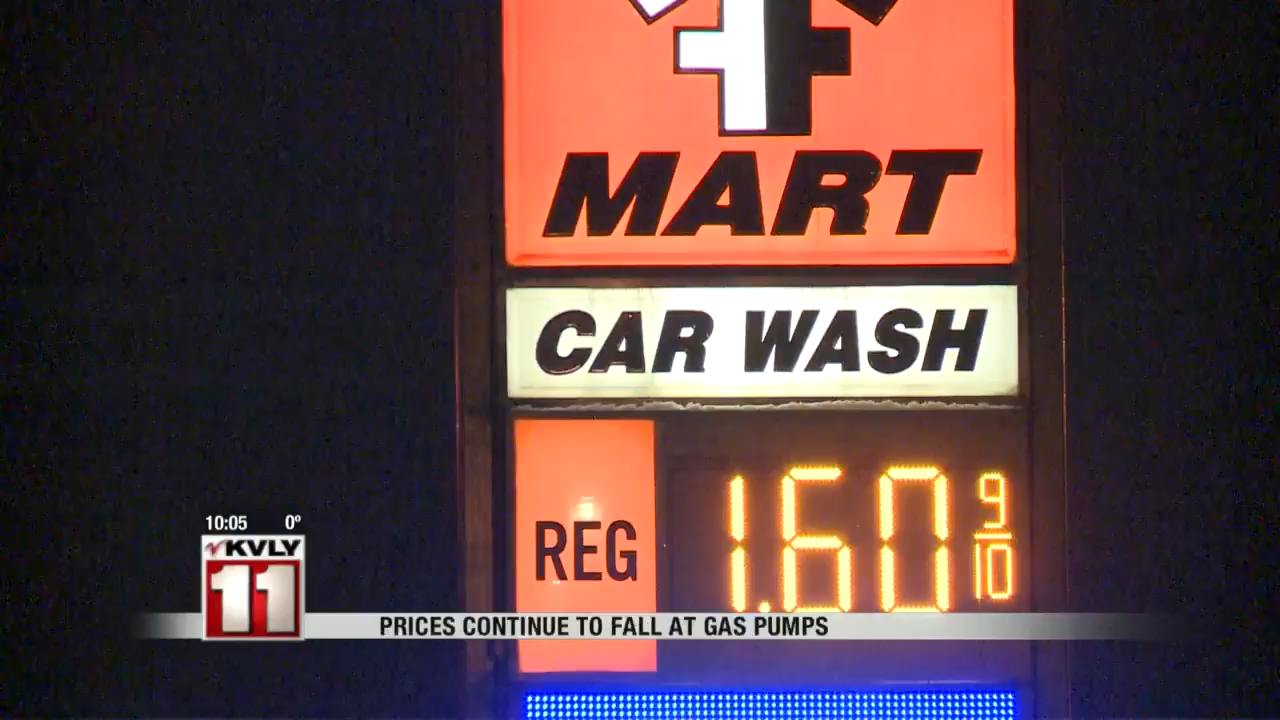 MART
CAR WASH
REG
1.60 9/10
10:05 0°
KVLY
11
PRICES CONTINUE TO FALL AT GAS PUMPS